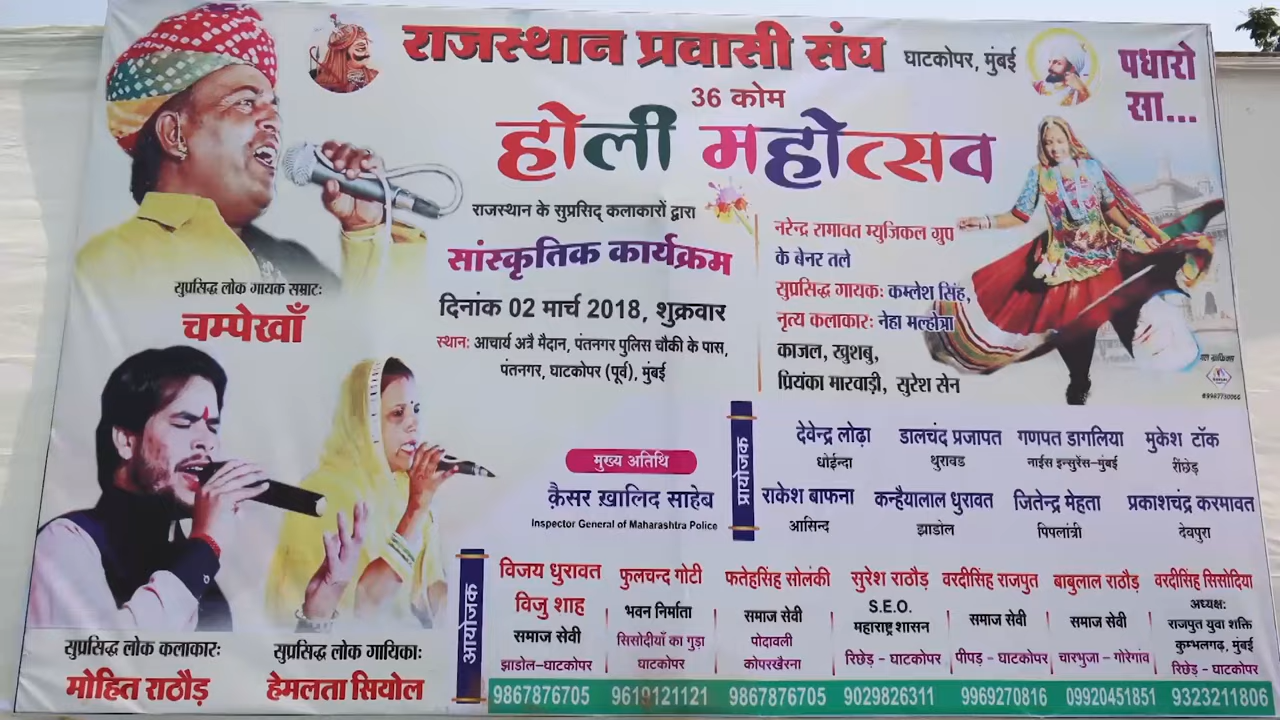 राजस्थान प्रवासी संघ घाटकोपर, मुंबई
पधारो
सा...
36 कोम
होली महोत्सव
राजस्थान के सुप्रसिद् कलाकारों द्वारा
सांस्कृतिक कार्यक्रम
दिनांक 02 मार्च 2018, शुक्रवार
स्थान: आचार्य अत्रै मैदान, पंतनगर पुलिस चौकी के पास,
पंतनगर, घाटकोपर (पूर्व), मुंबई
नरेन्द्र रामावत म्युजिकल ग्रुप
के बेनर तले
सुप्रसिद्ध गायक: कमलेश सिंह,
नृत्य कलाकार: नेहा मल्होत्रा
काजल, खुशबु,
प्रियंका मारवाड़ी, सुरेश सेन
सुप्रसिद्ध लोक गायक सम्राट:
चम्पेखाँ
सुप्रसिद्ध लोक कलाकार:
मोहित राठौड़
सुप्रसिद्ध लोक गायिका:
हेमलता सियोल
मुख्य अतिथि
क़ैसर ख़ालिद साहेब
Inspector General of Maharashtra Police
प्रायोजक
देवेन्द्र लोढ़ा डालचंद प्रजापत गणपत डागलिया मुकेश टॉक
धोईन्दा थुरावड नाईस इन्सुरेंस-मुंबई रींछेड़
राकेश बाफना कन्हैयालाल धुरावत जितेन्द्र मेहता प्रकाशचंद्र करमावत
आसिन्द झाडोल पिपलांत्री देवपुरा
आयोजक
विजय धुरावत
विजु शाह
समाज सेवी
झाडोल-घाटकोपर
9867876705
फुलचन्द गोटी
भवन निर्माता
सिसोदीयाँ का गुड़ा
घाटकोपर
9619121121
फतेहसिंह सोलंकी
समाज सेवी
पोदावली
कोपरखैरना
9867876705
सुरेश राठौड़
S.E.O.
महाराष्ट्र शासन
रिछेड़ - घाटकोपर
9029826311
वरदीसिंह राजपुत
समाज सेवी
पीपड़ - घाटकोपर
9969270816
बाबुलाल राठौड़
समाज सेवी
चारभुजा - गोरेगांव
09920451851
वरदीसिंह सिसोदिया
अध्यक्ष:
राजपुत युवा शक्ति
कुम्भलगढ़, मुंबई
रिछेड़ - घाटकोपर
9323211806